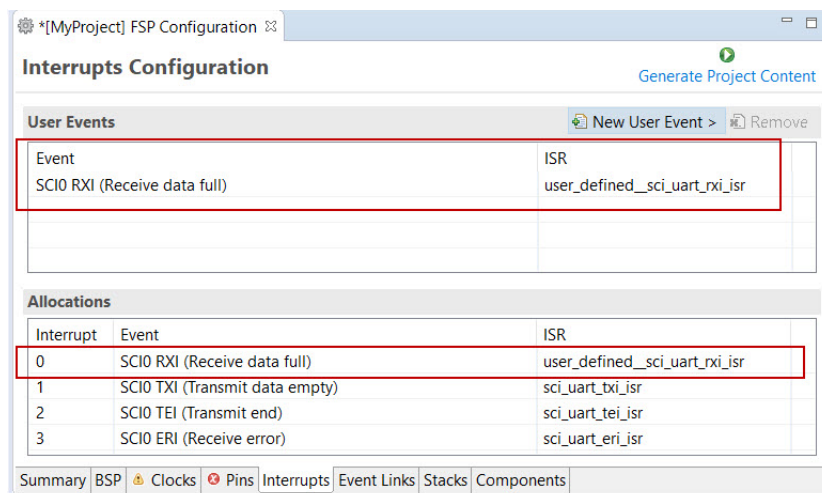 *[MyProject] FSP Configuration
Interrupts Configuration
Generate Project Content
User Events
New User Event >
Remove
Event ISR
SCI0 RXI (Receive data full) user_defined__sci_uart_rxi_isr
Allocations
Interrupt Event ISR
0 SCI0 RXI (Receive data full) user_defined__sci_uart_rxi_isr
1 SCI0 TXI (Transmit data empty) sci_uart_txi_isr
2 SCI0 TEI (Transmit end) sci_uart_tei_isr
3 SCI0 ERI (Receive error) sci_uart_eri_isr
Summary BSP Clocks Pins Interrupts Event Links Stacks Components